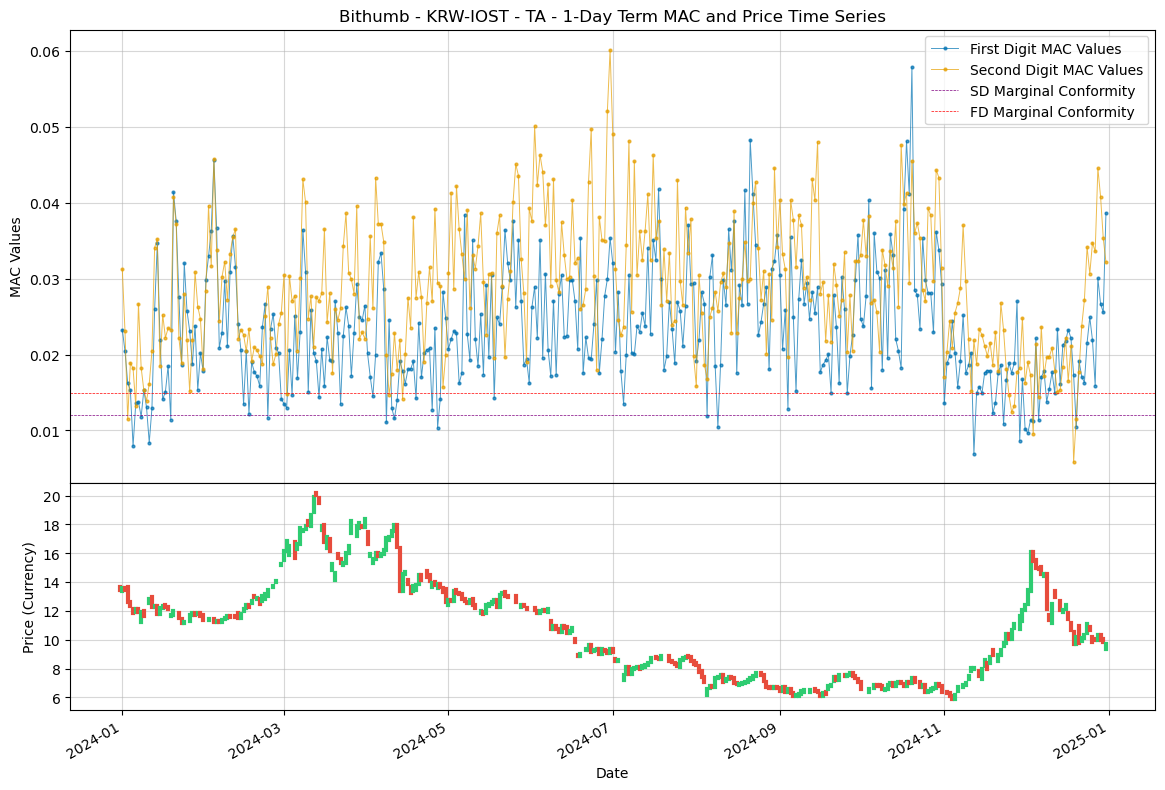 Bithumb - KRW-IOST - TA - 1-Day Term MAC and Price Time Series
MAC Values
0.06
0.05
0.04
0.03
0.02
0.01
First Digit MAC Values
Second Digit MAC Values
SD Marginal Conformity
FD Marginal Conformity
Price (Currency)
20
18
16
14
12
10
8
6
2024-01
2024-03
2024-05
2024-07
2024-09
2024-11
2025-01
Date